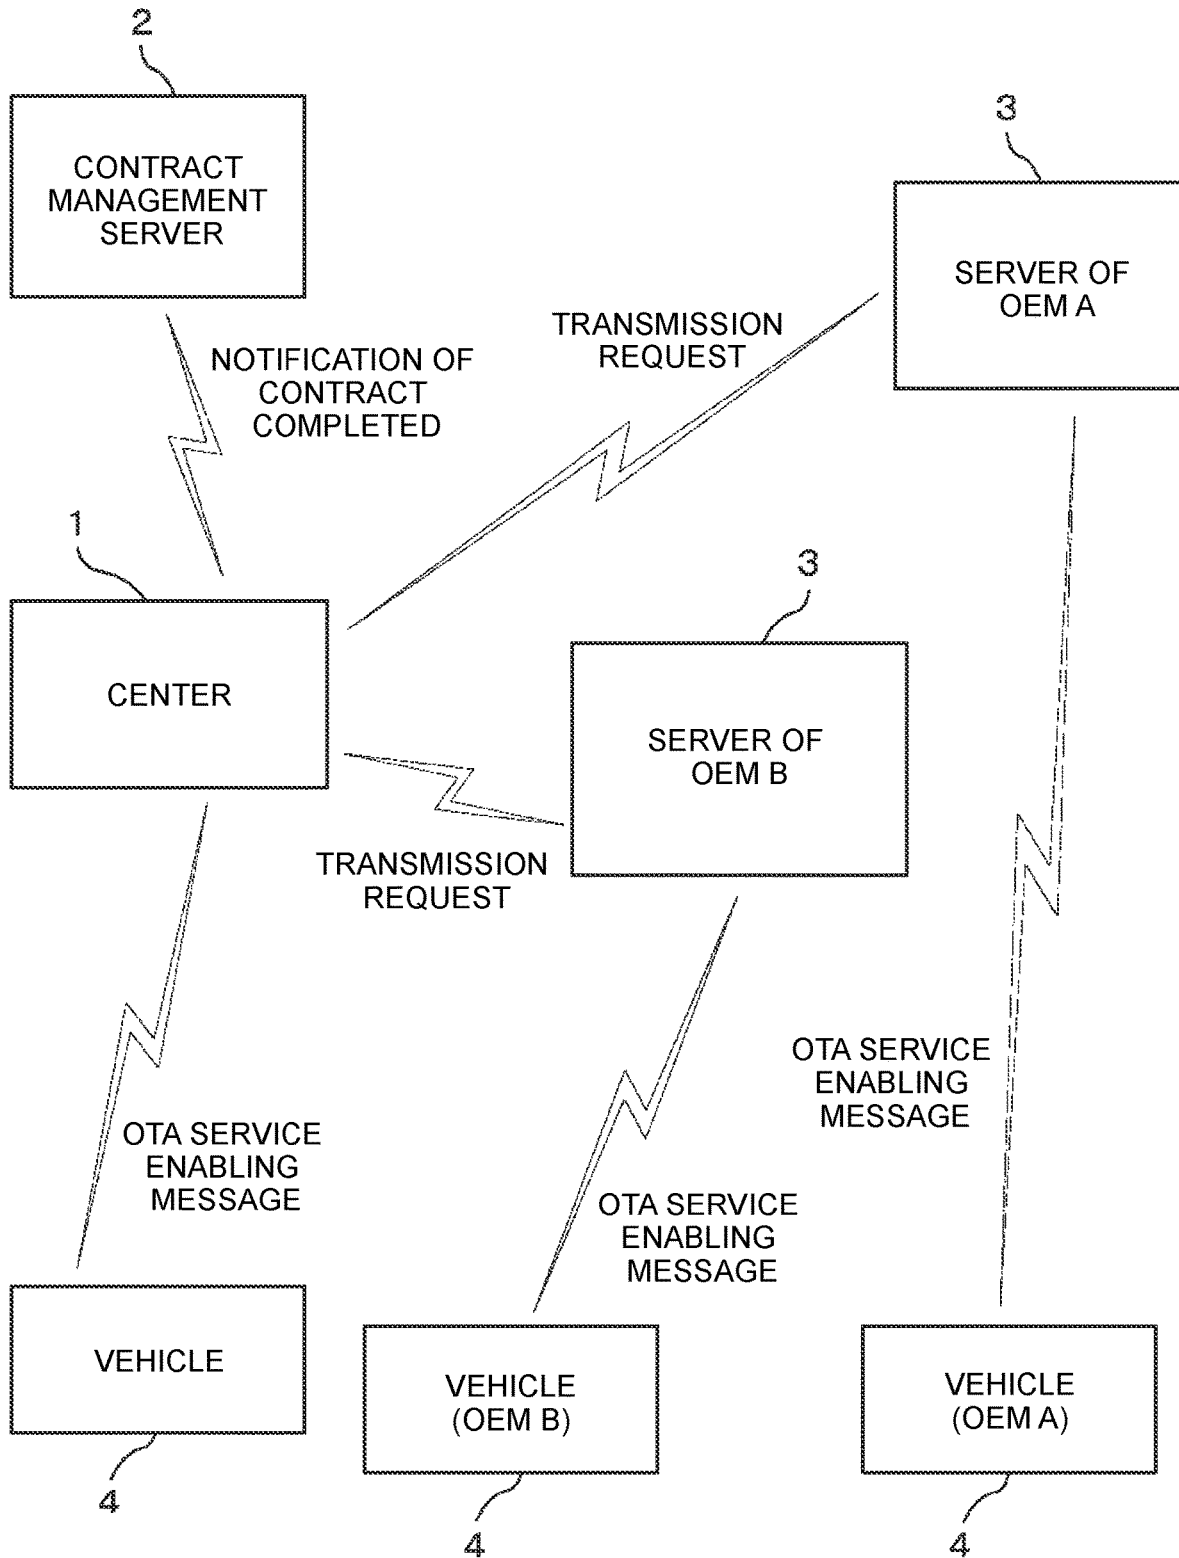 2
CONTRACT
MANAGEMENT
SERVER
3
SERVER OF
OEM A
TRANSMISSION
REQUEST
NOTIFICATION OF
CONTRACT
COMPLETED
1
CENTER
3
SERVER OF
OEM B
TRANSMISSION
REQUEST
OTA SERVICE
ENABLING
MESSAGE
OTA SERVICE
ENABLING
MESSAGE
OTA SERVICE
ENABLING
MESSAGE
VEHICLE
4
VEHICLE
(OEM B)
4
VEHICLE
(OEM A)
4